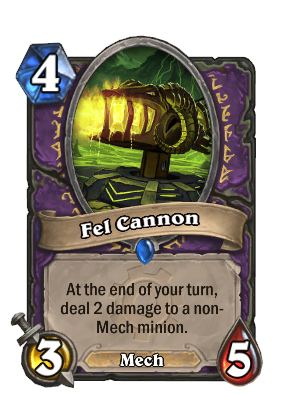 4
Fel Cannon
At the end of your turn,
deal 2 damage to a non-
Mech minion.
3
Mech
5